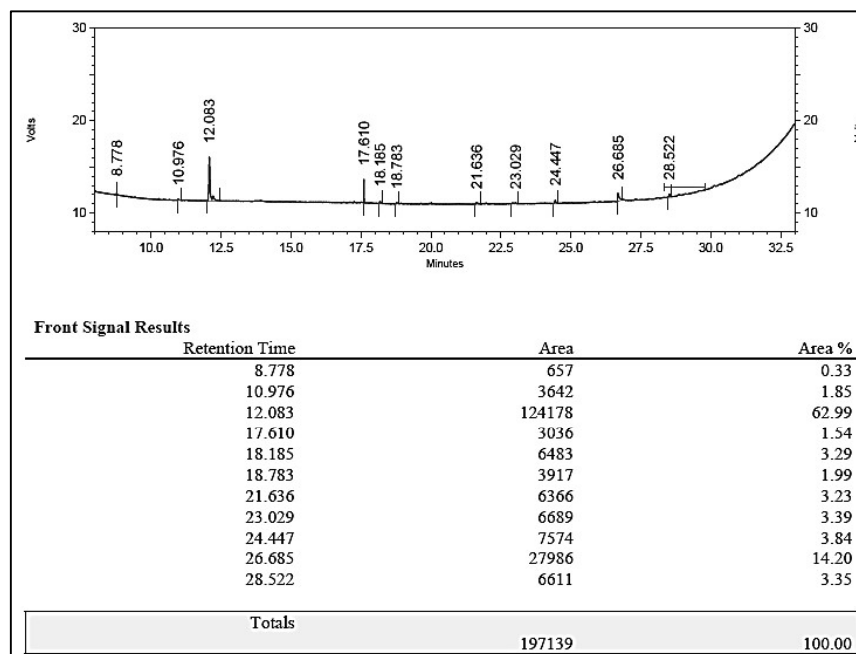 30
20
10
Volts
30
20
10
8.778
10.976
12.083
17.610
18.185
18.783
21.636
23.029
24.447
26.685
28.522
10.0 12.5 15.0 17.5 20.0 22.5 25.0 27.5 30.0 32.5
Minutes
Front Signal Results
Retention Time Area Area %
8.778 657 0.33
10.976 3642 1.85
12.083 124178 62.99
17.610 3036 1.54
18.185 6483 3.29
18.783 3917 1.99
21.636 6366 3.23
23.029 6689 3.39
24.447 7574 3.84
26.685 27986 14.20
28.522 6611 3.35
Totals
197139 100.00